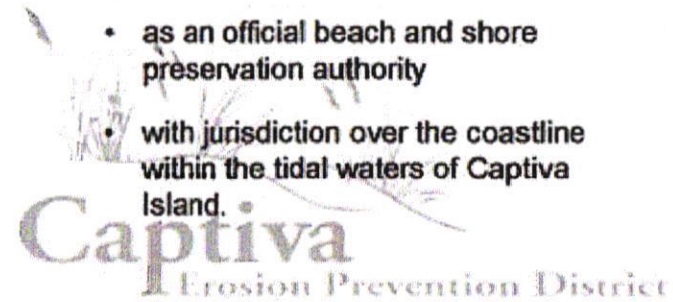 • as an official beach and shore
preservation authority
• with jurisdiction over the coastline
within the tidal waters of Captiva
Island.
Captiva
Erosion Prevention District